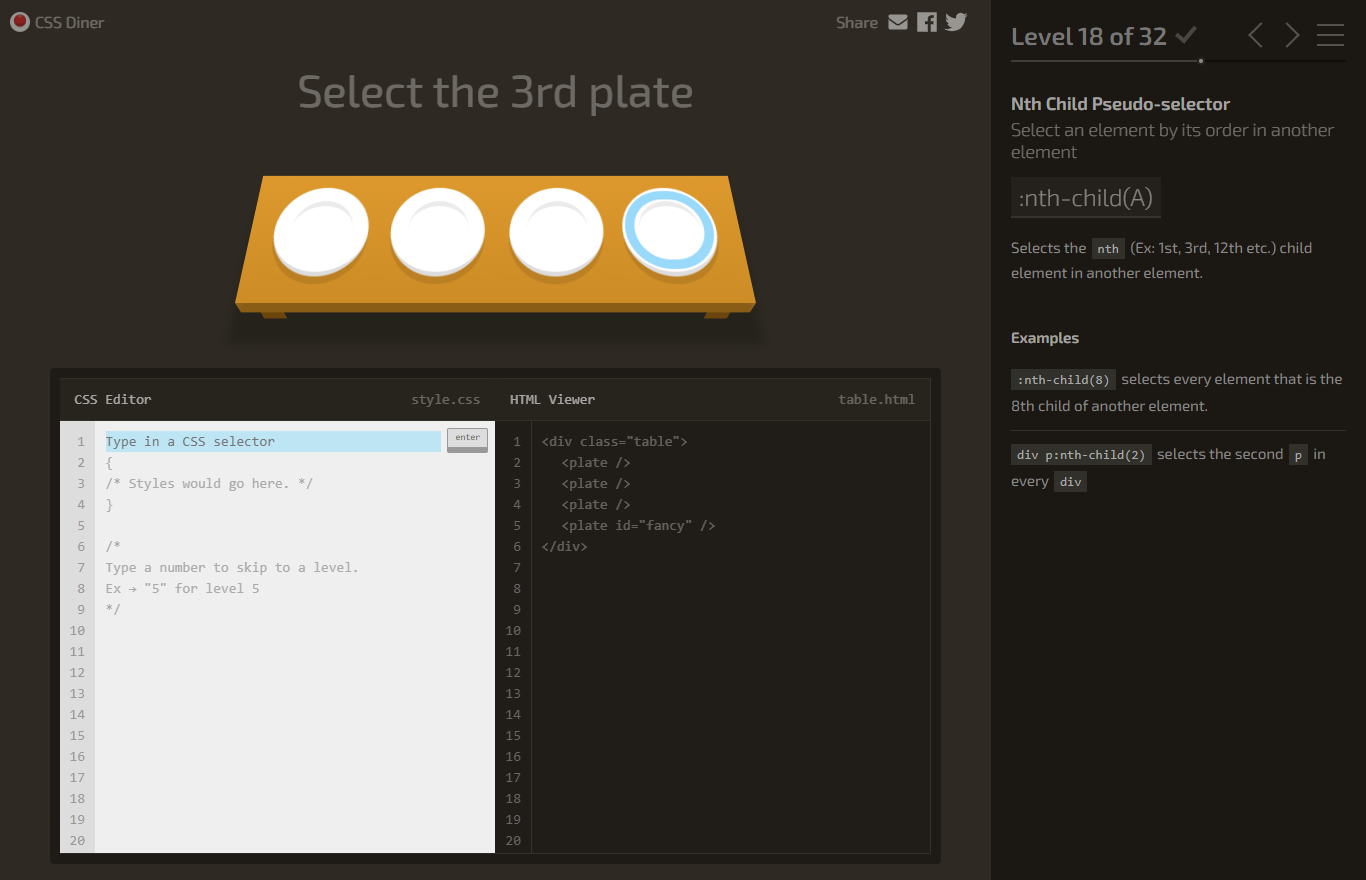 CSS Diner
Share
Select the 3rd plate
CSS Editor
style.css
1
Type in a CSS selector
enter
2
{
3
/* Styles would go here. */
4
}
5
6
/*
7
Type a number to skip to a level.
8
Ex → "5" for level 5
9
*/
10
11
12
13
14
15
16
17
18
19
20
HTML Viewer
table.html
1
<div class="table">
2
<plate />
3
<plate />
4
<plate />
5
<plate id="fancy" />
6
</div>
7
8
9
10
11
12
13
14
15
16
17
18
19
20
Level 18 of 32
Nth Child Pseudo-selector
Select an element by its order in another
element
:nth-child(A)
Selects the nth (Ex: 1st, 3rd, 12th etc.) child
element in another element.
Examples
:nth-child(8) selects every element that is the
8th child of another element.
div p:nth-child(2) selects the second p in
every div